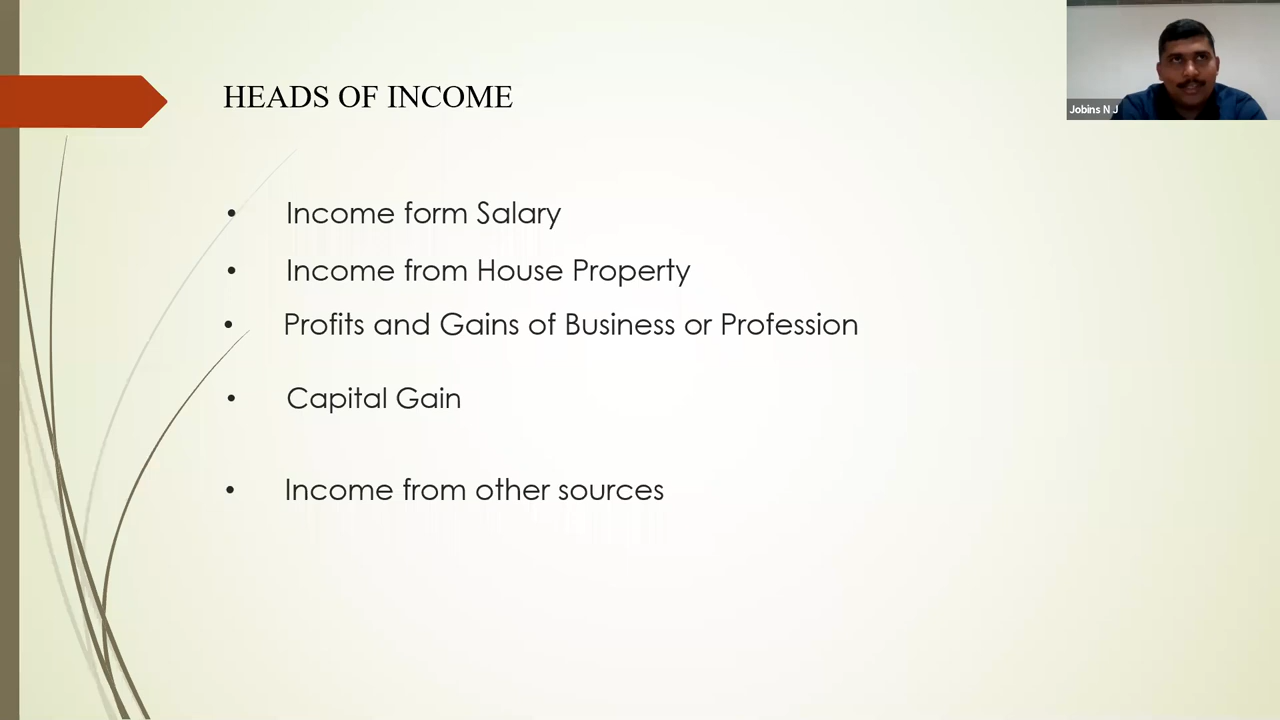 HEADS OF INCOME
Jobins N J
• Income form Salary
• Income from House Property
• Profits and Gains of Business or Profession
• Capital Gain
• Income from other sources